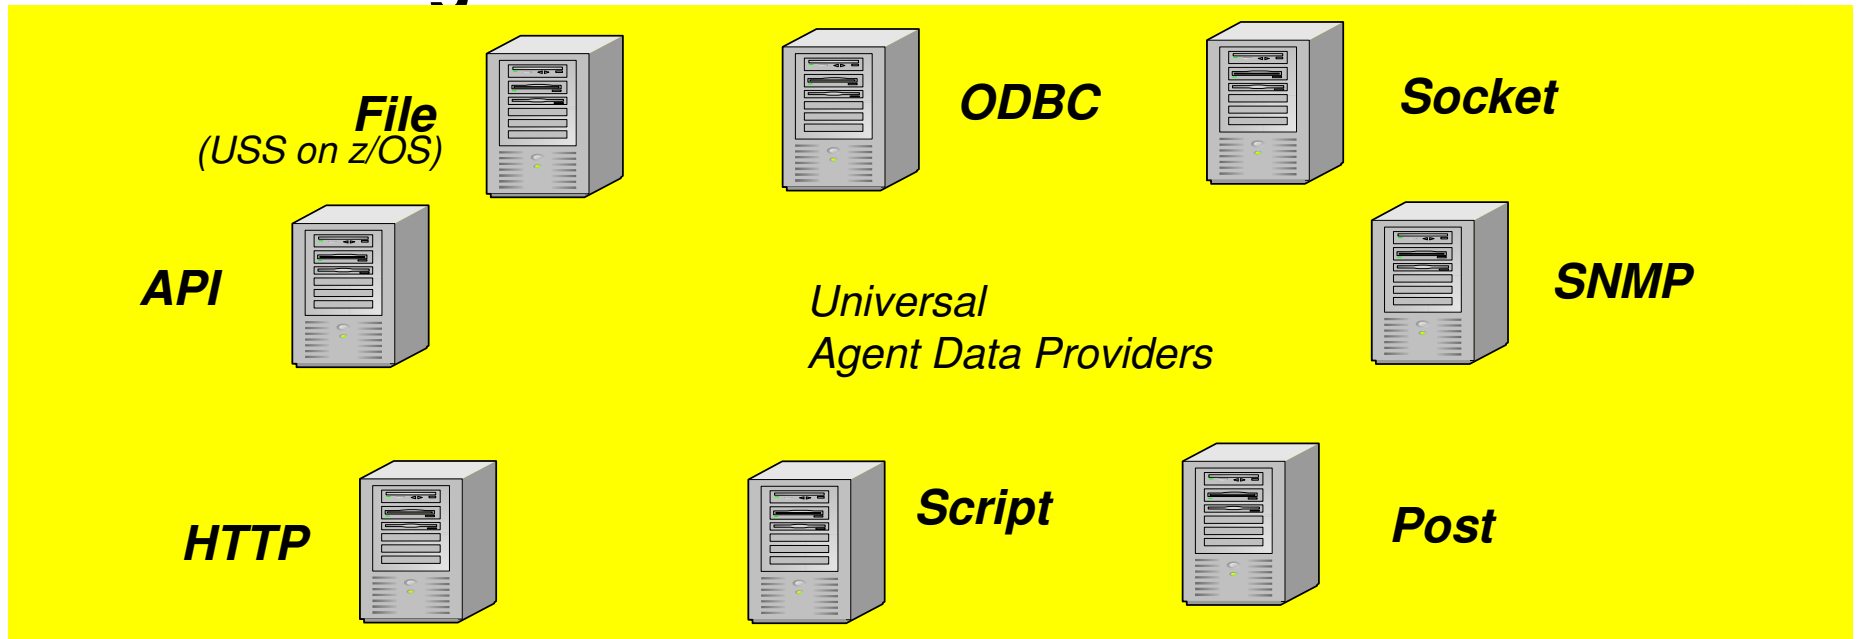 File
(USS on z/OS)
ODBC
Socket
API
SNMP
Universal
Agent Data Providers
HTTP
Script
Post